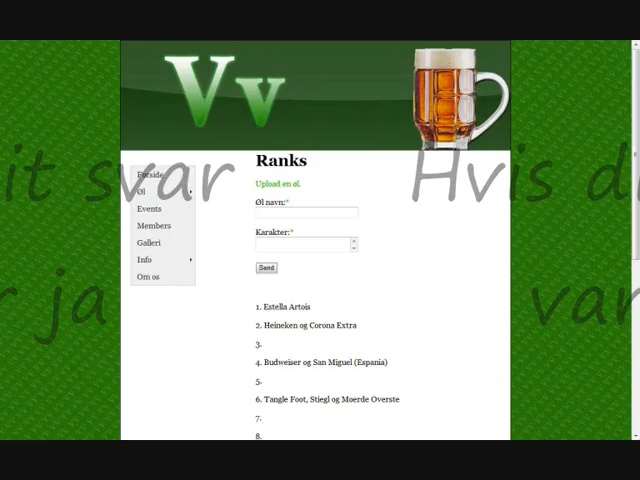 Vv
Ranks
it svar
Hvis di
Forside
Upload en øl.
Øl
Øl navn:*
Events
Members
Karakter:*
Galleri
Info
Send
Om os
r ja
var
1. Estella Artois
2. Heineken og Corona Extra
3.
4. Budweiser og San Miguel (Espania)
5.
6. Tangle Foot, Stiegl og Moerde Overste
7.
8.